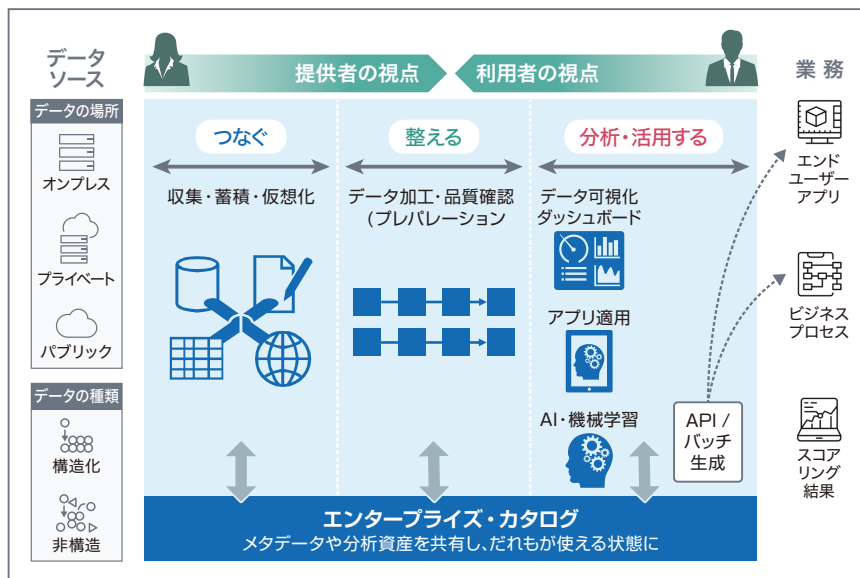 データ
ソース
提供者の視点
利用者の視点
業務
データの場所
オンプレス
プライベート
パブリック
データの種類
構造化
非構造
つなぐ
収集・蓄積・仮想化
整える
データ加工・品質確認
(プレパレーション
分析・活用する
データ可視化
ダッシュボード
アプリ適用
AI・機械学習
API /
バッチ
生成
エンド
ユーザー
アプリ
ビジネス
プロセス
スコア
リング
結果
エンタープライズ・カタログ
メタデータや分析資産を共有し、だれもが使える状態に